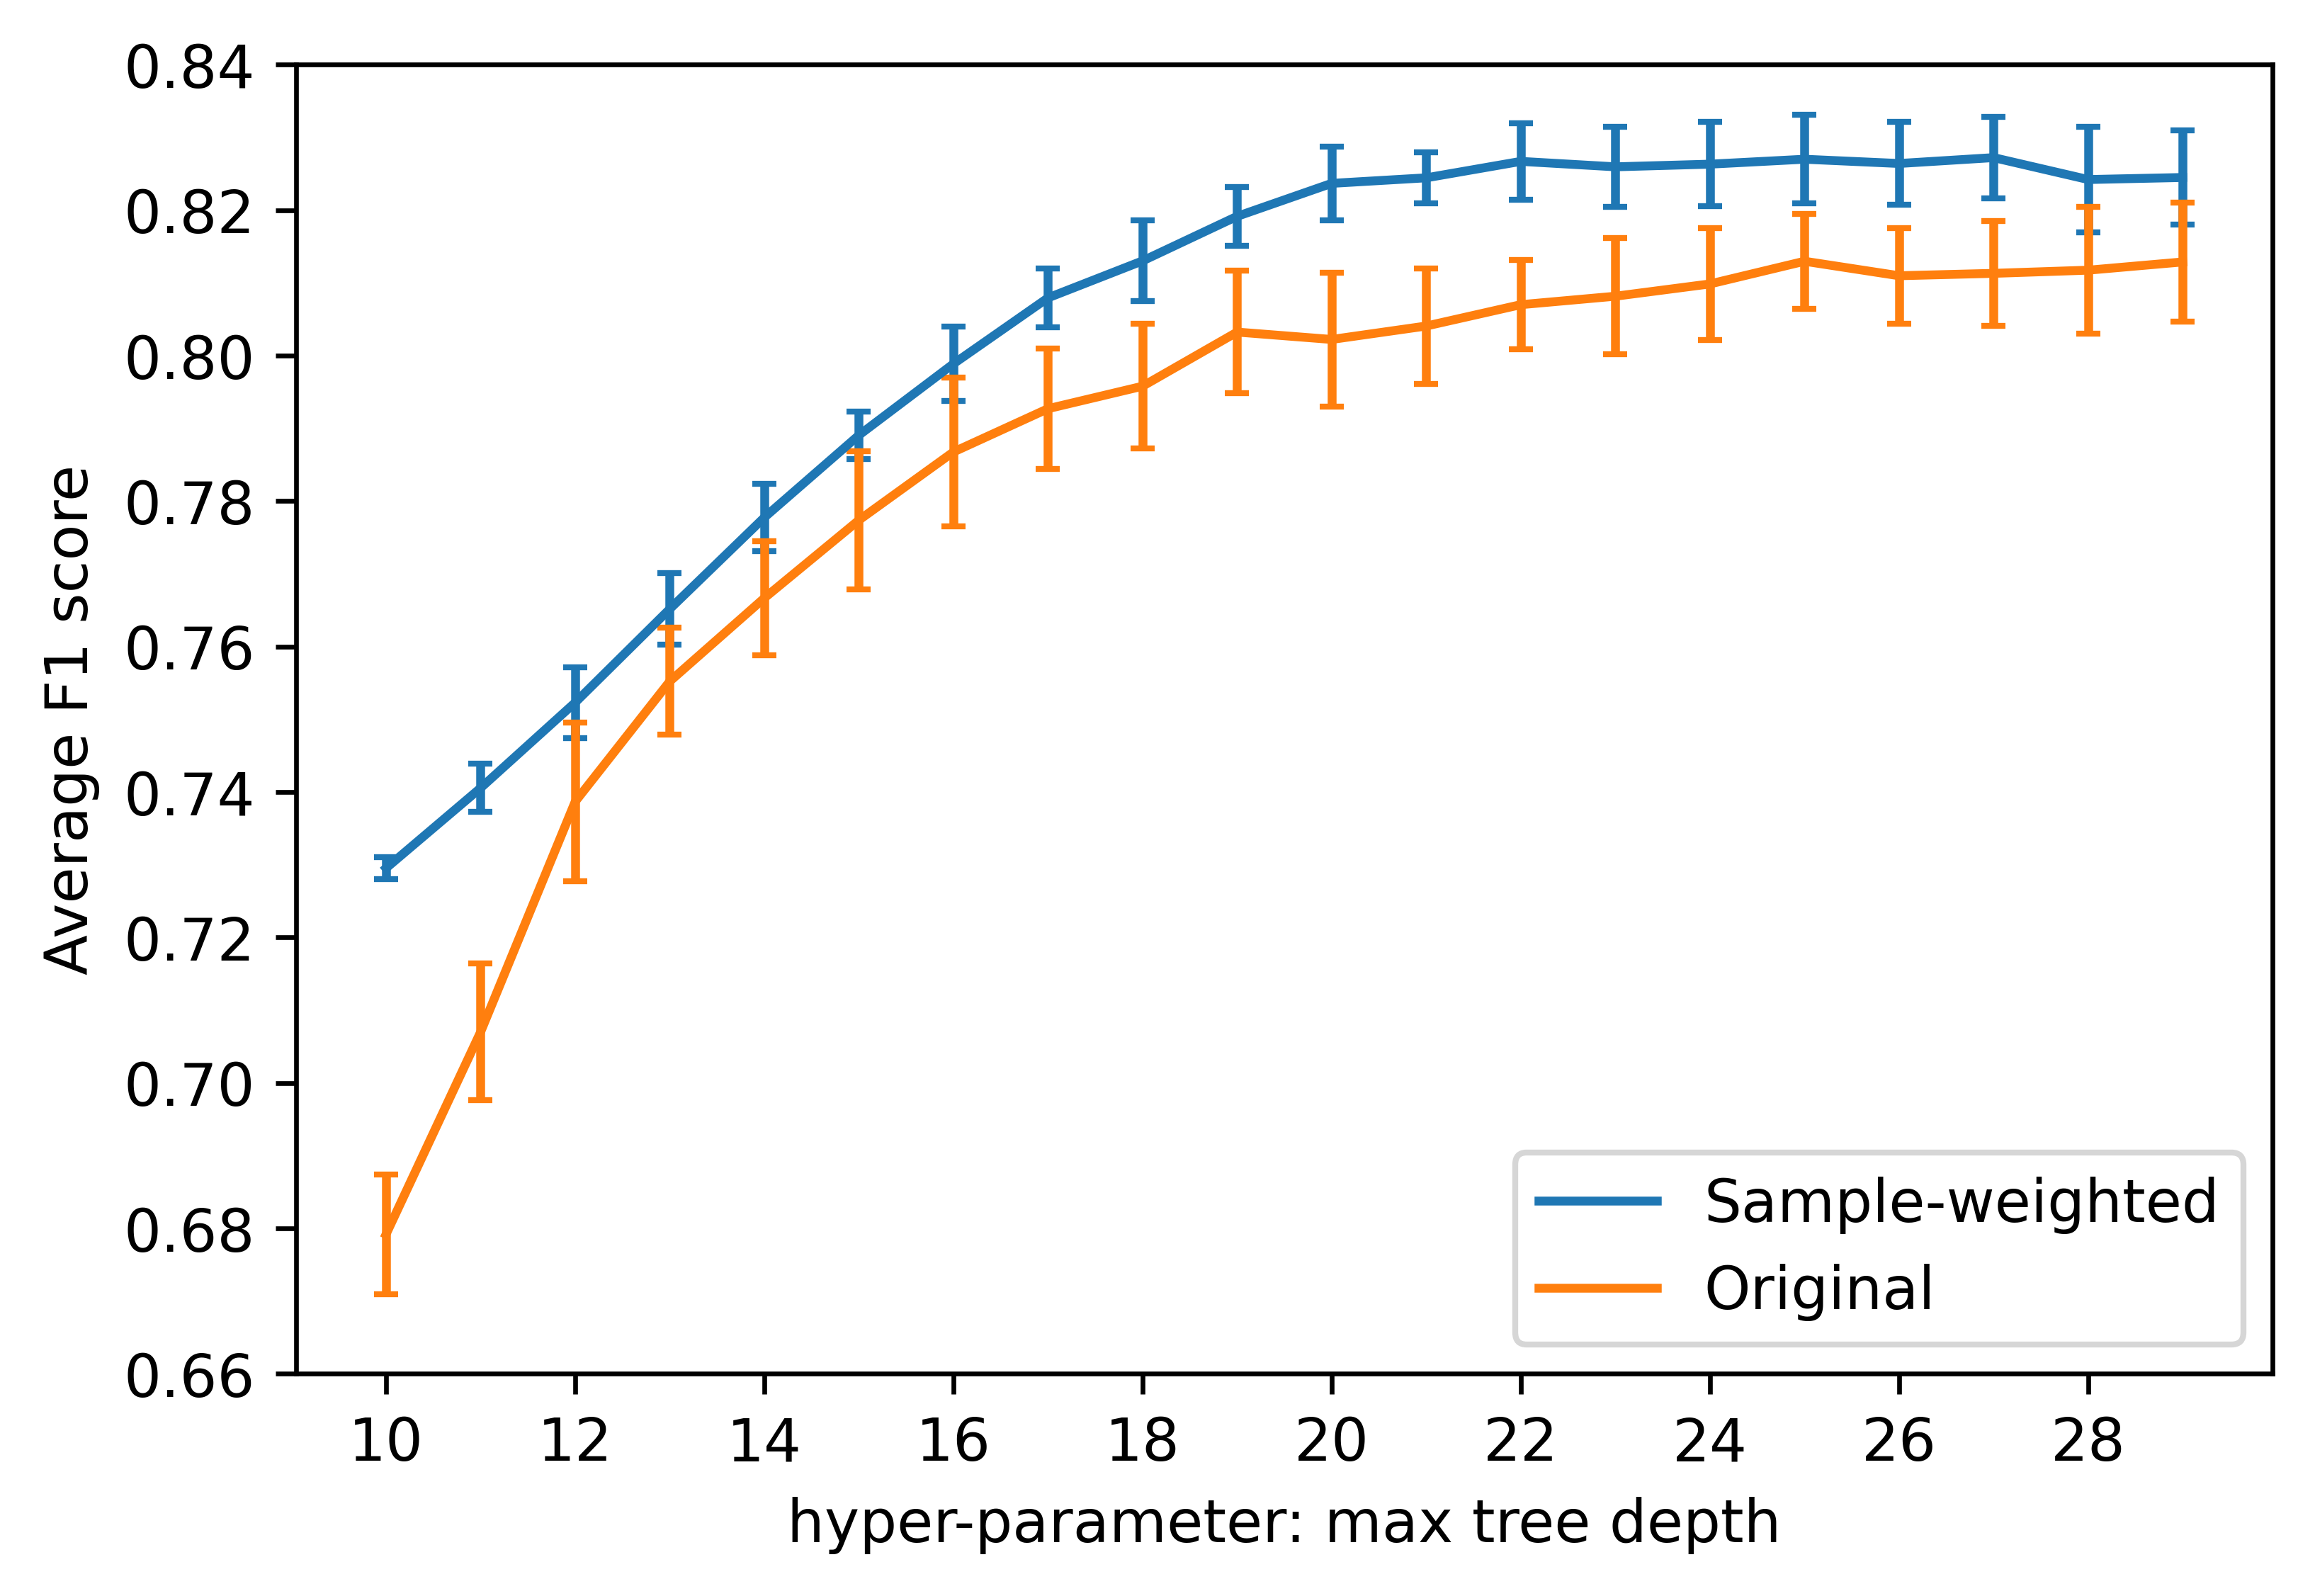 0.84
0.82
0.80
0.78
0.76
0.74
0.72
0.70
0.68
0.66
Average F1 score
Sample-weighted
Original
10 12 14 16 18 20 22 24 26 28
hyper-parameter: max tree depth